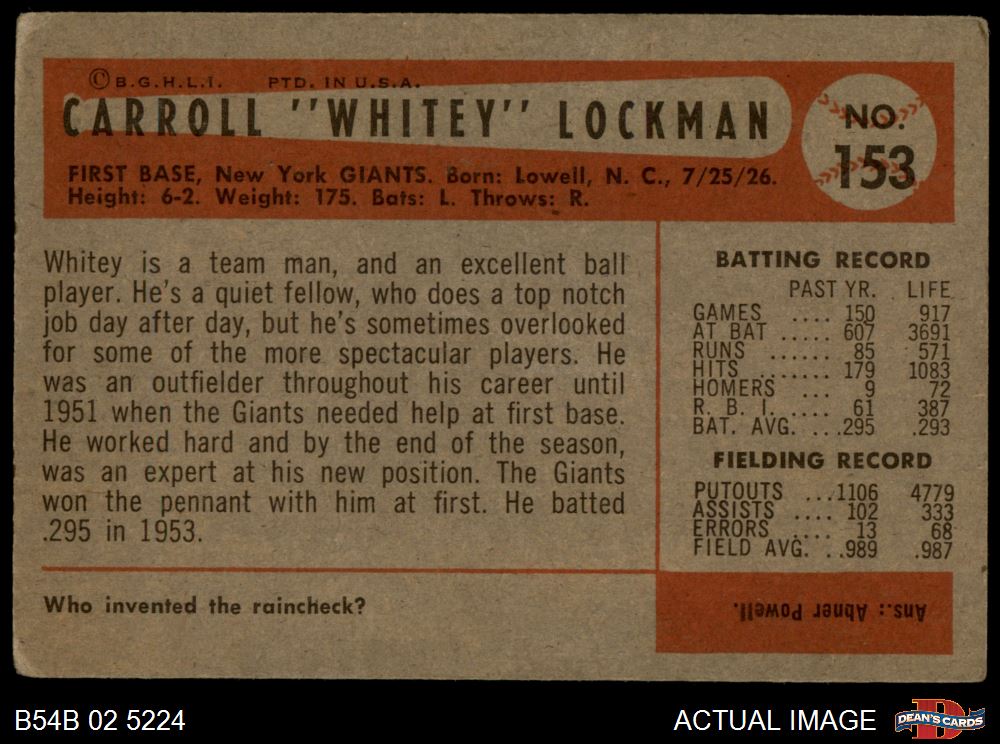 ©B.G.H.L.I. PTD. IN U.S.A.
CARROLL "WHITEY" LOCKMAN
NO.
153
FIRST BASE, New York GIANTS. Born: Lowell, N. C., 7/25/26.
Height: 6-2. Weight: 175. Bats: L. Throws: R.
Whitey is a team man, and an excellent ball
player. He's a quiet fellow, who does a top notch
job day after day, but he's sometimes overlooked
for some of the more spectacular players. He
was an outfielder throughout his career until
1951 when the Giants needed help at first base.
He worked hard and by the end of the season,
was an expert at his new position. The Giants
won the pennant with him at first. He batted
.295 in 1953.
BATTING RECORD
PAST YR. LIFE
GAMES .... 150 917
AT BAT ..... 607 3691
RUNS ...... 85 571
HITS ....... 179 1083
HOMERS ... 9 72
R. B. I. .... 61 387
BAT. AVG. ...295 .293
FIELDING RECORD
PUTOUTS ...1106 4779
ASSISTS .... 102 333
ERRORS .... 13 68
FIELD AVG. ..989 .987
Who invented the raincheck?
Ans.: Abner Powell.
B54B 02 5224
ACTUAL IMAGE
DEAN'S CARDS